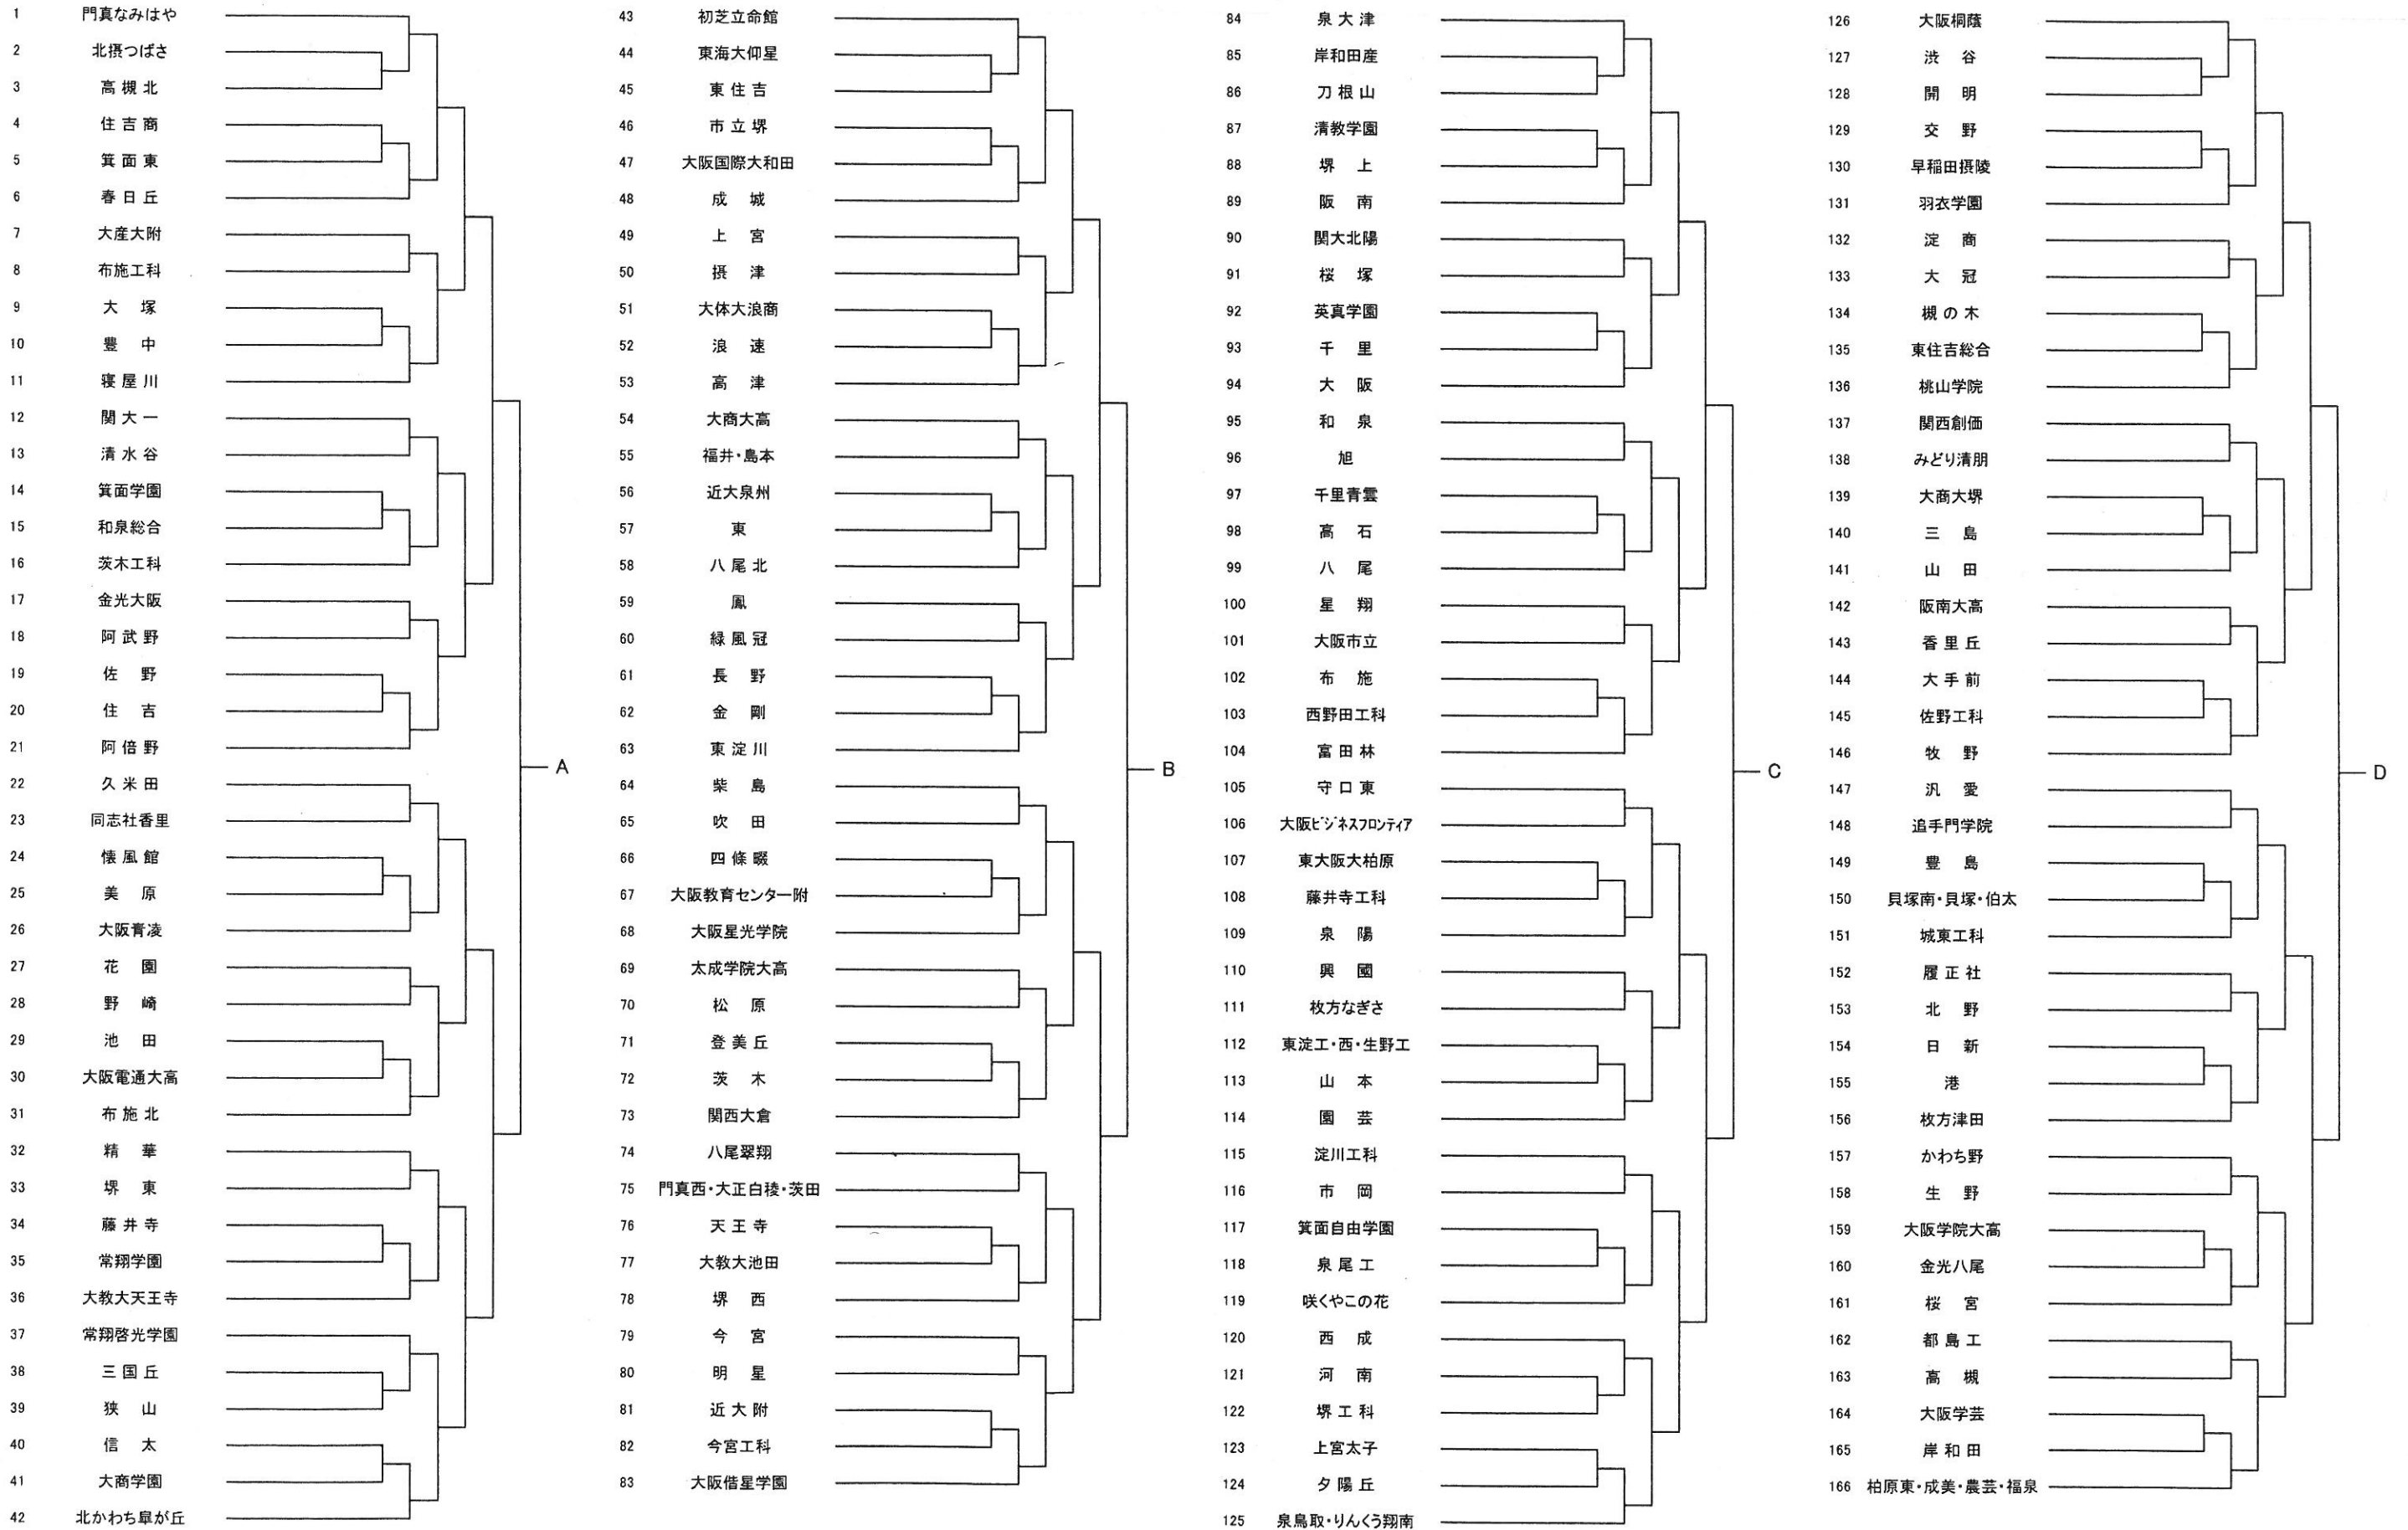 1 門真なみはや
2 北摂つばさ
3 高槻北
4 住吉商
5 箕面東
6 春日丘
7 大産大附
8 布施工科
9 大塚
10 豊中
11 寝屋川
12 関大一
13 清水谷
14 箕面学園
15 和泉総合
16 茨木工科
17 金光大阪
18 阿武野
19 佐野
20 住吉
21 阿倍野
22 久米田
23 同志社香里
24 懐風館
25 美原
26 大阪青凌
27 花園
28 野崎
29 池田
30 大阪電通大高
31 布施北
32 精華
33 堺東
34 藤井寺
35 常翔学園
36 大教大天王寺
37 常翔啓光学園
38 三国丘
39 狭山
40 信太
41 大商学園
42 北かわち皐が丘
A
43 初芝立命館
44 東海大仰星
45 東住吉
46 市立堺
47 大阪国際大和田
48 成城
49 上宮
50 摂津
51 大体大浪商
52 浪速
53 高津
54 大商大高
55 福井・島本
56 近大泉州
57 東
58 八尾北
59 鳳
60 緑風冠
61 長野
62 金剛
63 東淀川
64 柴島
65 吹田
66 四條畷
67 大阪教育センター附
68 大阪星光学院
69 太成学院大高
70 松原
71 登美丘
72 茨木
73 関西大倉
74 八尾翠翔
75 門真西・大正白稜・茨田
76 天王寺
77 大教大池田
78 堺西
79 今宮
80 明星
81 近大附
82 今宮工科
83 大阪偕星学園
B
84 泉大津
85 岸和田産
86 刀根山
87 清教学園
88 堺上
89 阪南
90 関大北陽
91 桜塚
92 英真学園
93 千里
94 大阪
95 和泉
96 旭
97 千里青雲
98 高石
99 八尾
100 星翔
101 大阪市立
102 布施
103 西野田工科
104 富田林
105 守口東
106 大阪ﾋﾞｼﾞﾈｽﾌﾛﾝﾃｨｱ
107 東大阪大柏原
108 藤井寺工科
109 泉陽
110 興國
111 枚方なぎさ
112 東淀工・西・生野工
113 山本
114 園芸
115 淀川工科
116 市岡
117 箕面自由学園
118 泉尾工
119 咲くやこの花
120 西成
121 河南
122 堺工科
123 上宮太子
124 夕陽丘
125 泉鳥取・りんくう翔南
C
126 大阪桐蔭
127 渋谷
128 開明
129 交野
130 早稲田摂陵
131 羽衣学園
132 淀商
133 大冠
134 槻の木
135 東住吉総合
136 桃山学院
137 関西創価
138 みどり清朋
139 大商大堺
140 三島
141 山田
142 阪南大高
143 香里丘
144 大手前
145 佐野工科
146 牧野
147 汎愛
148 追手門学院
149 豊島
150 貝塚南・貝塚・伯太
151 城東工科
152 履正社
153 北野
154 日新
155 港
156 枚方津田
157 かわち野
158 生野
159 大阪学院大高
160 金光八尾
161 桜宮
162 都島工
163 高槻
164 大阪学芸
165 岸和田
166 柏原東・成美・農芸・福泉
D